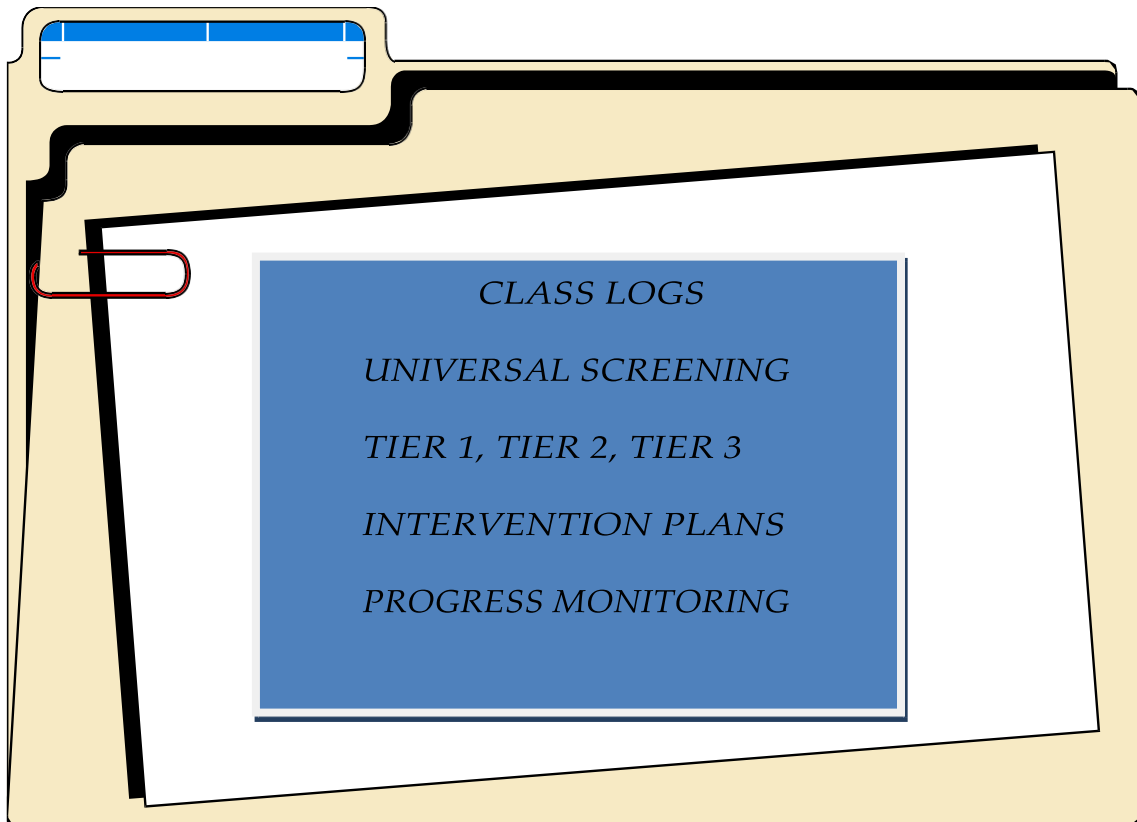 CLASS LOGS
UNIVERSAL SCREENING
TIER 1, TIER 2, TIER 3
INTERVENTION PLANS
PROGRESS MONITORING